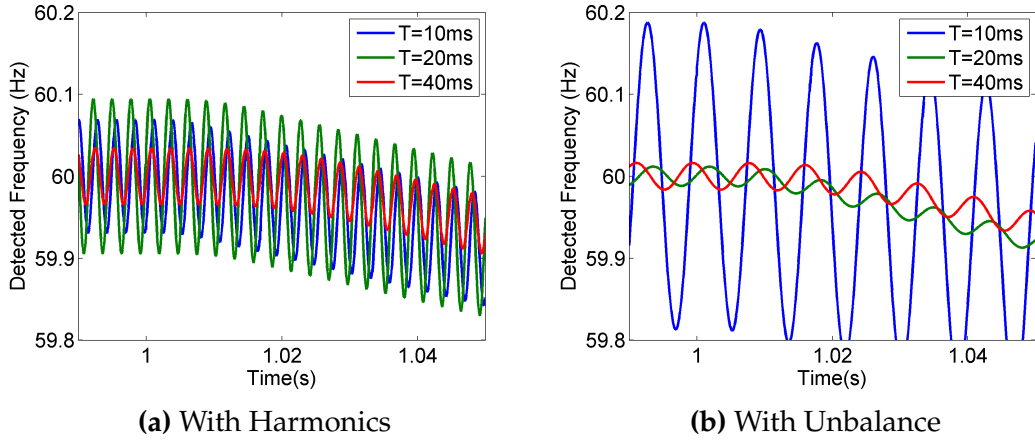 60.2
60.1
60
59.9
59.8
Detected Frequency (Hz)
T=10ms
T=20ms
T=40ms
1
1.02
1.04
Time(s)
(a) With Harmonics
60.2
60.1
60
59.9
59.8
Detected Frequency (Hz)
T=10ms
T=20ms
T=40ms
1
1.02
1.04
Time(s)
(b) With Unbalance